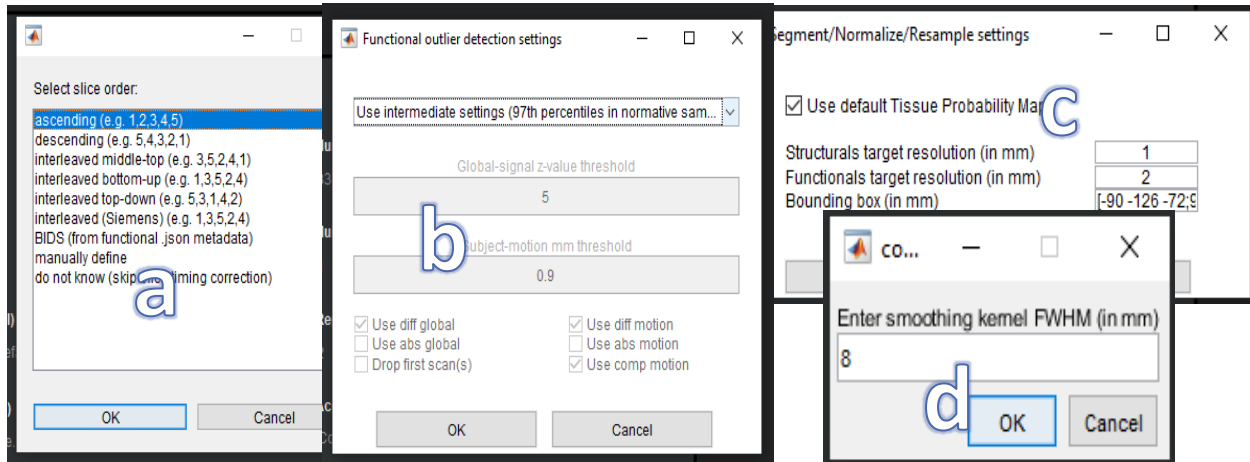 Select slice order:
ascending (e.g. 1,2,3,4,5)
descending (e.g. 5,4,3,2,1)
interleaved middle-top (e.g. 3,5,2,4,1)
interleaved bottom-up (e.g. 1,3,5,2,4)
interleaved top-down (e.g. 5,3,1,4,2)
interleaved (Siemens) (e.g. 1,3,5,2,4)
BIDS (from functional .json metadata)
manually define
do not know (skip timing correction)
a
OK Cancel
Functional outlier detection settings
Use intermediate settings (97th percentiles in normative sam...
Global-signal z-value threshold
5
b
Subject-motion mm threshold
0.9
Use diff global Use diff motion
Use abs global Use abs motion
Drop first scan(s) Use comp motion
OK Cancel
Segment/Normalize/Resample settings
Use default Tissue Probability Map
c
Structurals target resolution (in mm) 1
Functionals target resolution (in mm) 2
Bounding box (in mm) [-90 -126 -72;9
co...
Enter smoothing kernel FWHM (in mm)
8
d
OK Cancel